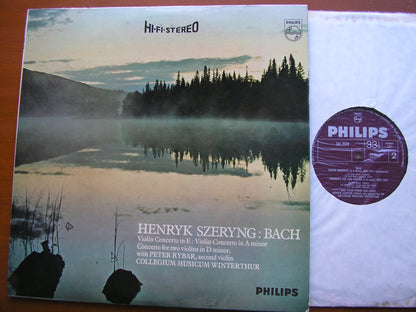 HI-FI-STEREO
PHILIPS
HENRYK SZERYNG : BACH
Violin Concerto in E : Violin Concerto in A minor
Concerto for two violins in D minor,
with PETER RYBAR, second violin
COLLEGIUM MUSICUM WINTERTHUR
PHILIPS
PHILIPS
33⅓
2